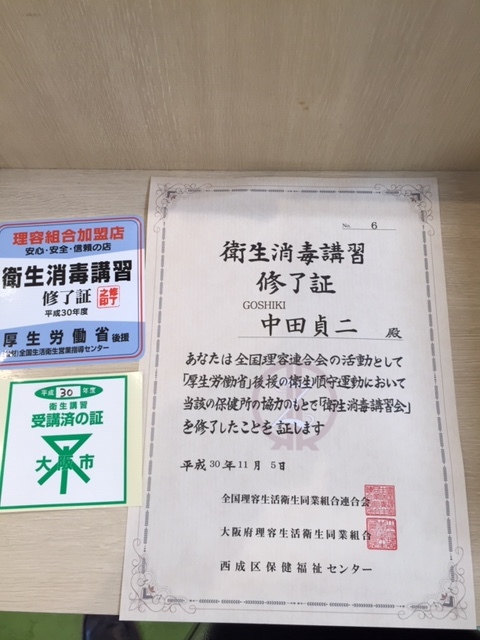 理容組合加盟店
安心・安全・信頼の店
衛生消毒講習
修了証
修了之印
平成30年度
厚生労働省後援
全国生活衛生営業指導センター
平成 30 年度
衛生講習
受講済の証
大阪市
No. 6
衛生消毒講習
修了証
GOSHIKI
中田貞二 殿
あなたは全国理容連合会の活動として
「厚生労働省」後援の衛生順守運動において
当該の保健所の協力のもとで「衛生消毒講習会」
を修了したことを証します
平成 30 年 11 月 5 日
全国理容生活衛生同業組合連合会
大阪府理容生活衛生同業組合
西成区保健福祉センター